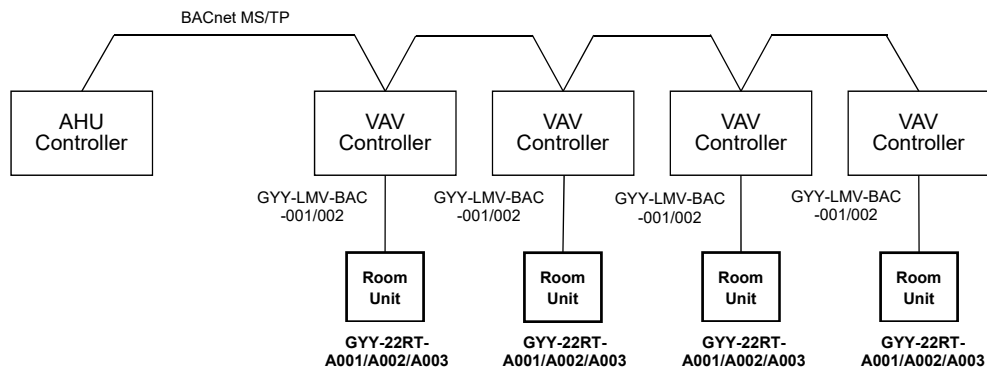 BACnet MS/TP
AHU
Controller
VAV
Controller
VAV
Controller
VAV
Controller
VAV
Controller
GYY-LMV-BAC
-001/002
GYY-LMV-BAC
-001/002
GYY-LMV-BAC
-001/002
GYY-LMV-BAC
-001/002
Room
Unit
Room
Unit
Room
Unit
Room
Unit
GYY-22RT-
A001/A002/A003
GYY-22RT-
A001/A002/A003
GYY-22RT-
A001/A002/A003
GYY-22RT-
A001/A002/A003